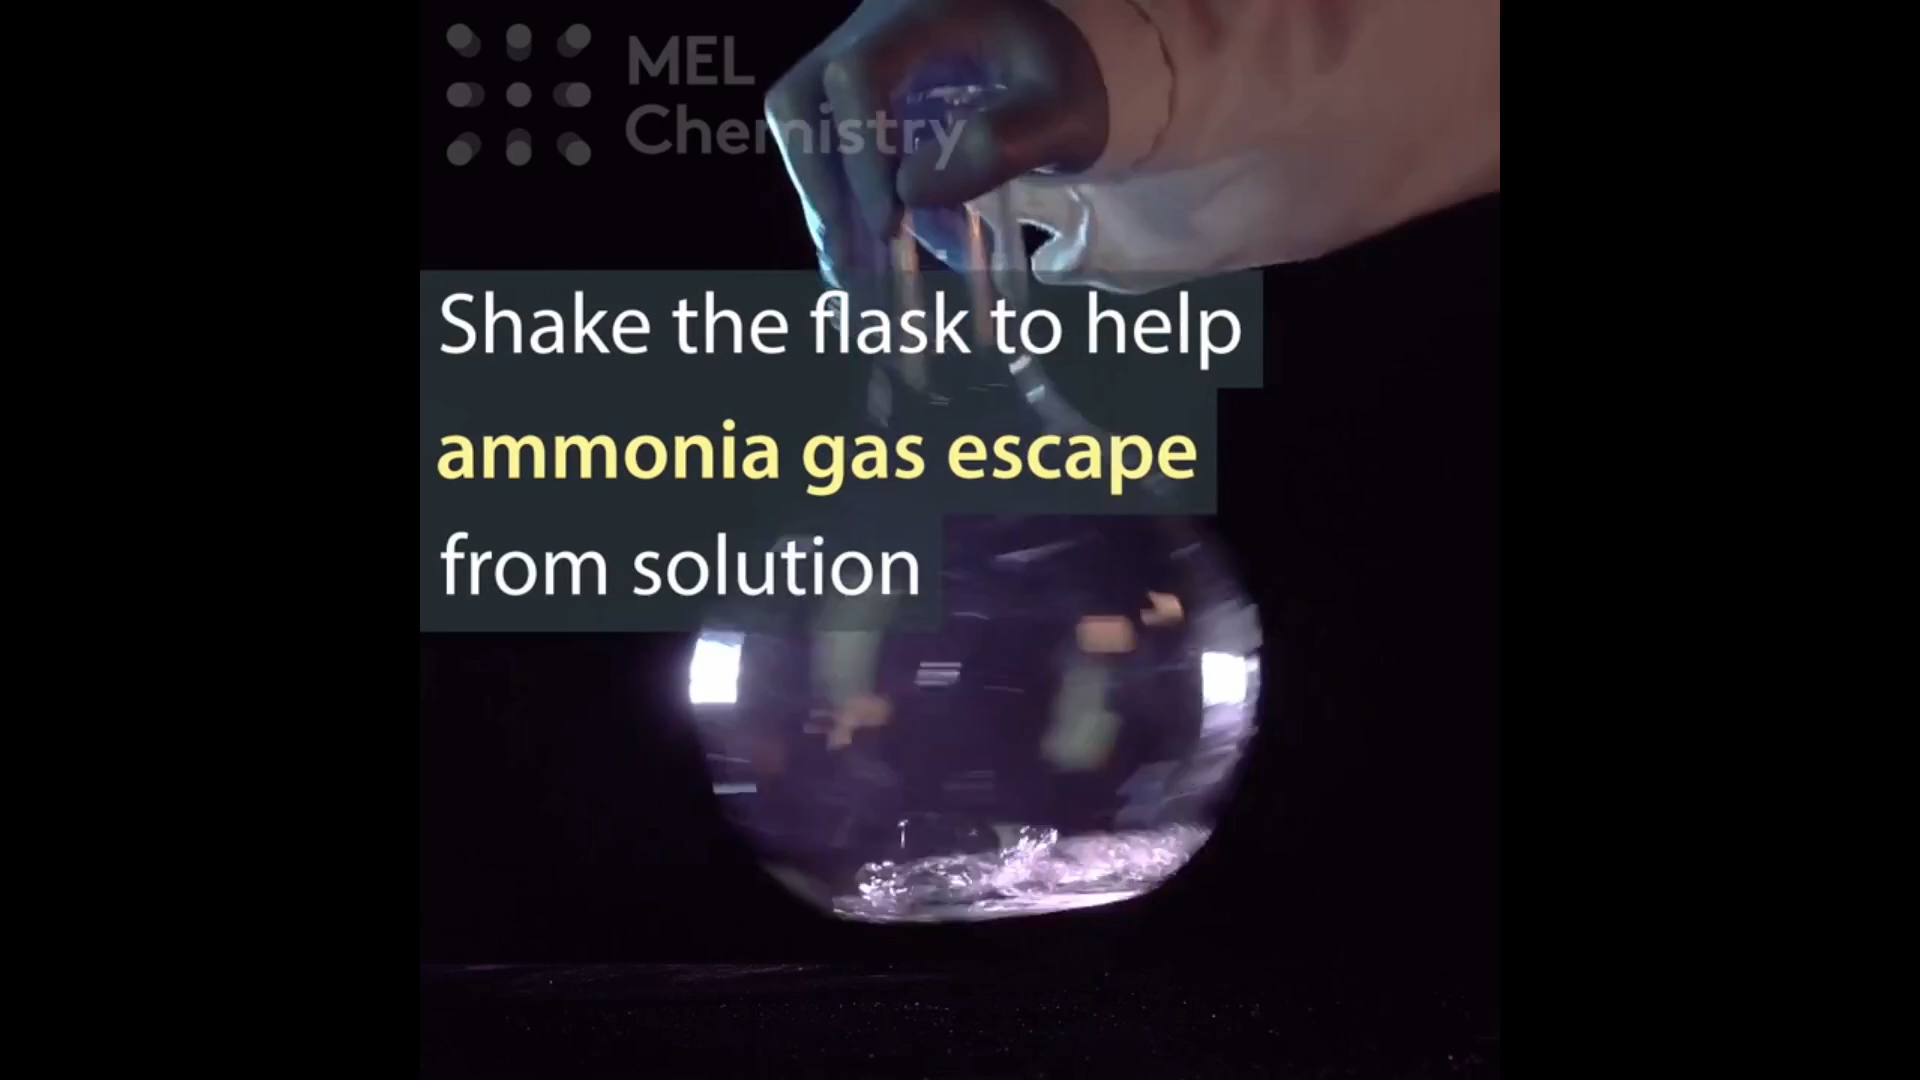 MEL
Chemistry
Shake the flask to help
ammonia gas escape
from solution